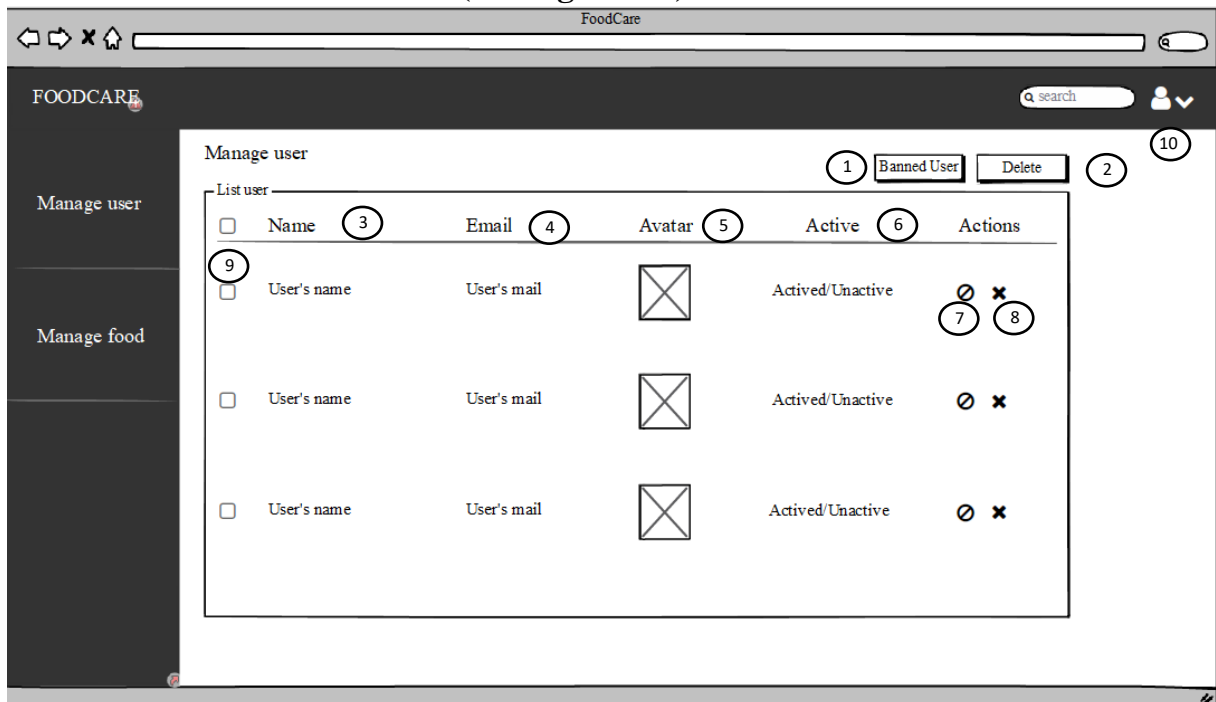 FoodCare
FOODCARE
search
10
Manage user
1 Banned User Delete 2
List user
Manage user
Name 3 Email 4 Avatar 5 Active 6 Actions
9
User's name User's mail Actived/Unactive
7 8
Manage food
User's name User's mail Actived/Unactive
User's name User's mail Actived/Unactive